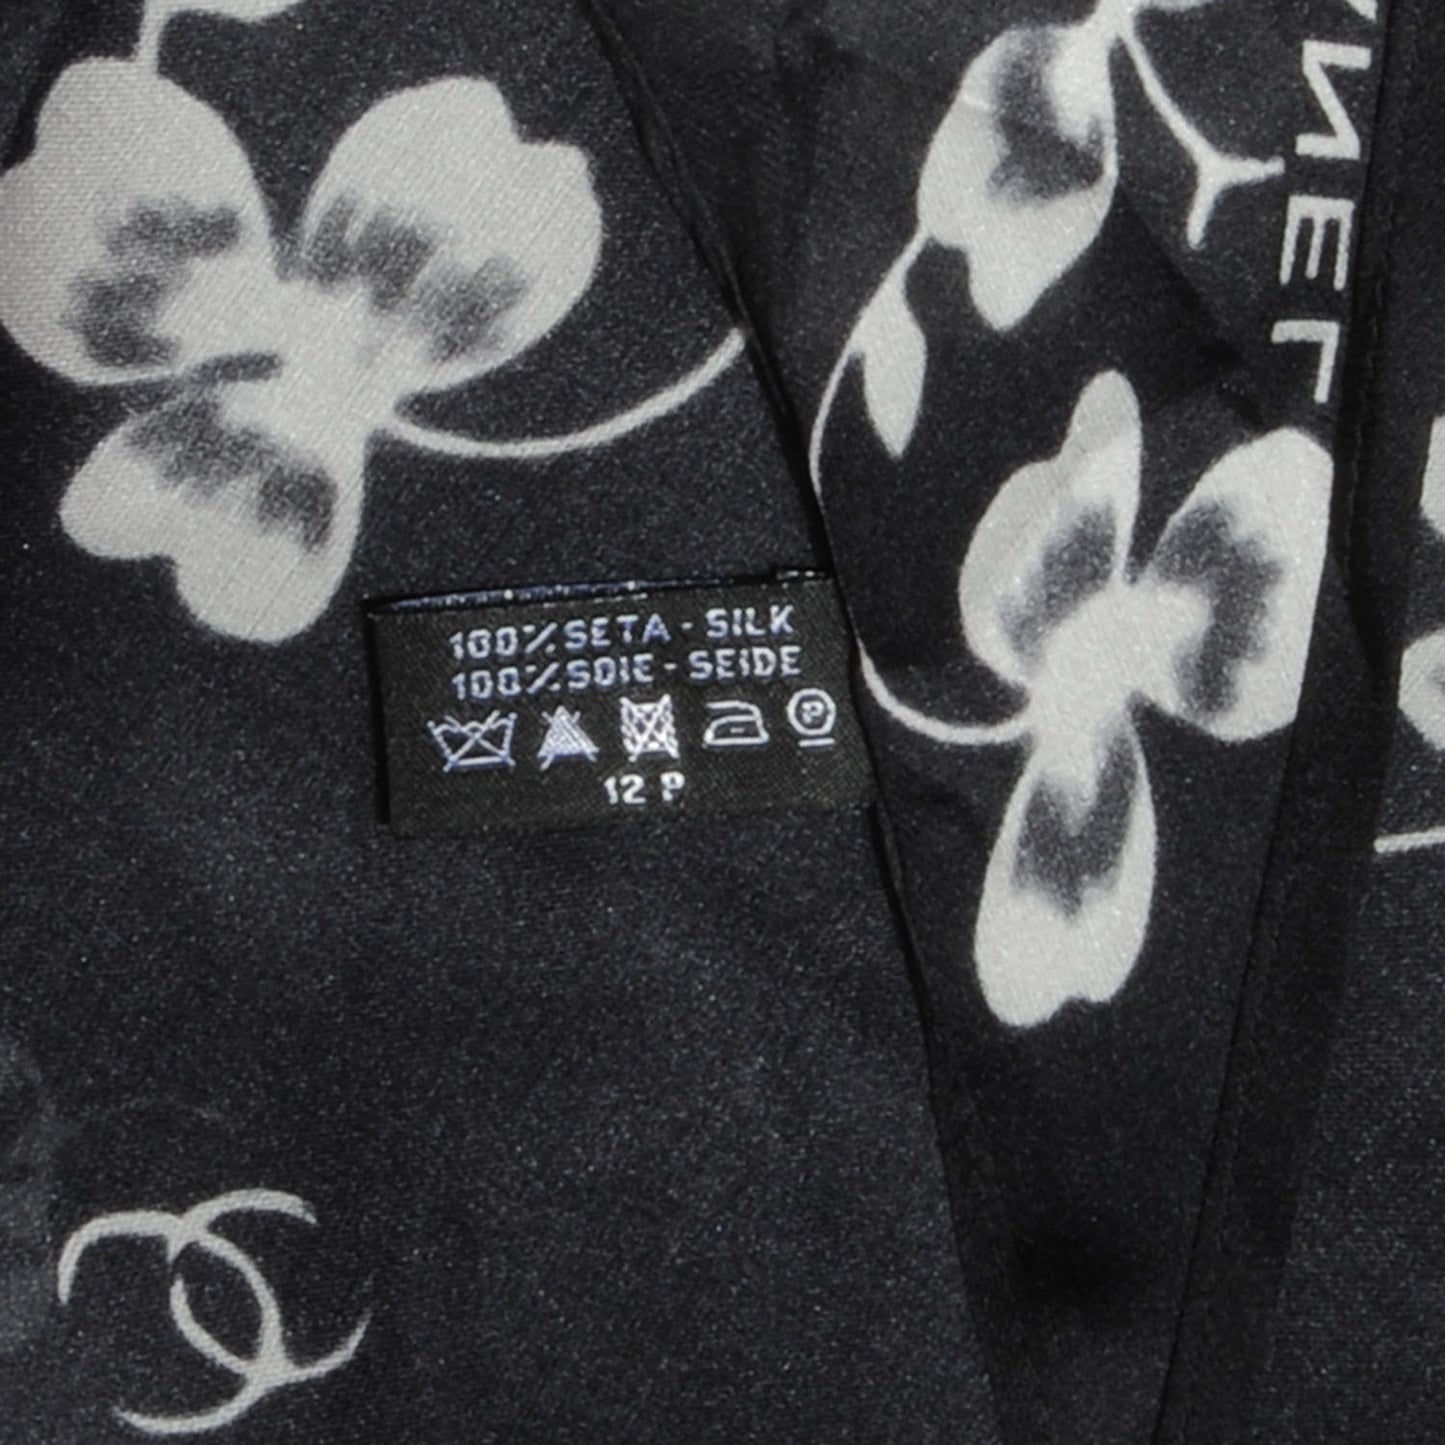 100% SETA - SILK
100% SOIE - SEIDE
P
12 P